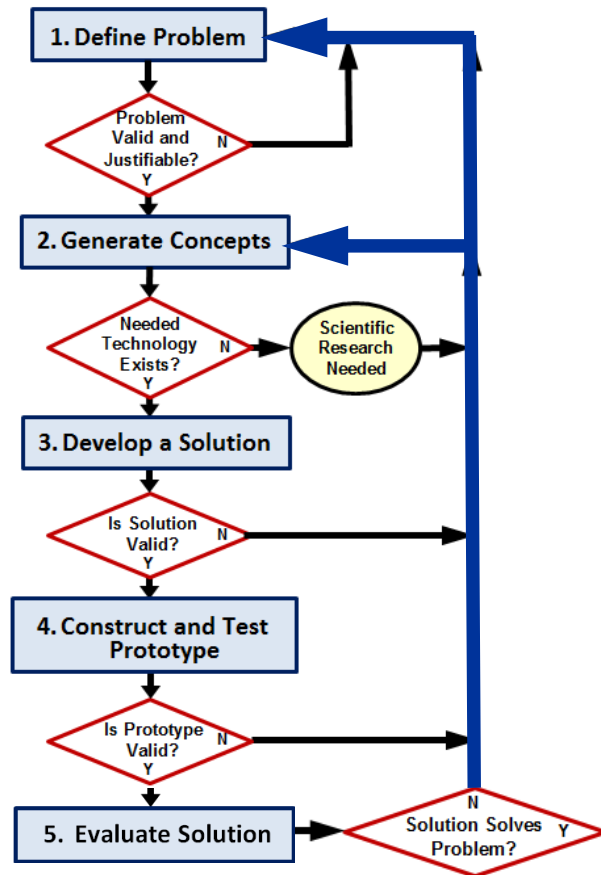 1. Define Problem
Problem
Valid and
Justifiable?
N
Y
2. Generate Concepts
Needed
Technology
Exists?
N
Y
Scientific
Research
Needed
3. Develop a Solution
Is Solution
Valid?
N
Y
4. Construct and Test
Prototype
Is Prototype
Valid?
N
Y
5. Evaluate Solution
N
Solution Solves
Problem?
Y